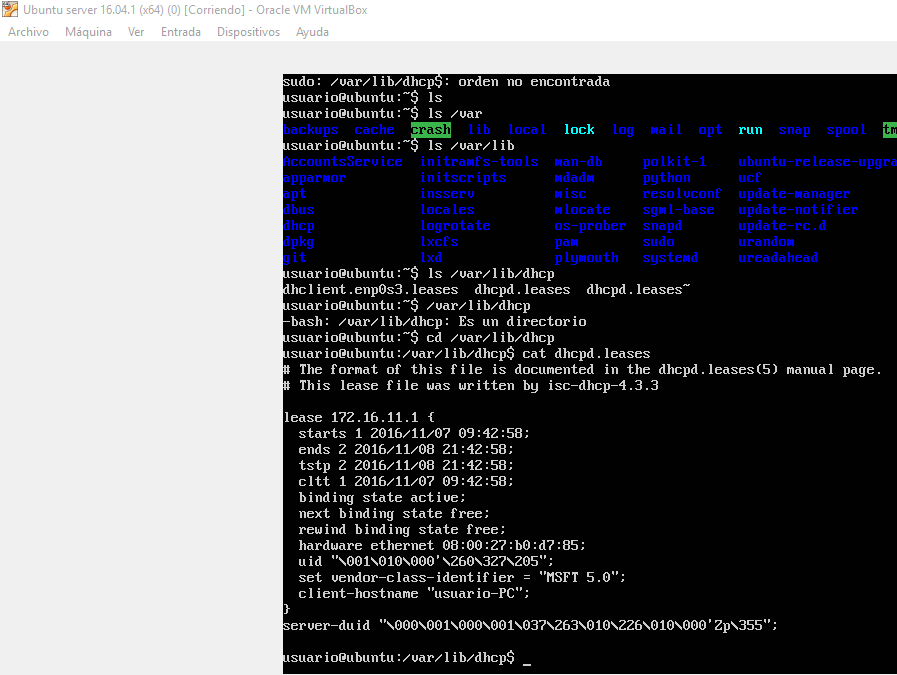 Ubuntu server 16.04.1 (x64) (0) [Corriendo] - Oracle VM VirtualBox
Archivo Máquina Ver Entrada Dispositivos Ayuda
sudo: /var/lib/dhcp$: orden no encontrada
usuario@ubuntu:~$ ls
usuario@ubuntu:~$ ls /var
backups cache crash lib local lock log mail opt run snap spool tm
usuario@ubuntu:~$ ls /var/lib
AccountsService initramfs-tools man-db polkit-1 ubuntu-release-upgra
apparmor initscripts mdadm python ucf
apt insserv misc resolvconf update-manager
dbus locales mlocate sgml-base update-notifier
dhcp logrotate os-prober snapd update-rc.d
dpkg lxcfs pam sudo urandom
git lxd plymouth systemd ureadahead
usuario@ubuntu:~$ ls /var/lib/dhcp
dhclient.enp0s3.leases dhcpd.leases dhcpd.leases~
usuario@ubuntu:~$ /var/lib/dhcp
-bash: /var/lib/dhcp: Es un directorio
usuario@ubuntu:~$ cd /var/lib/dhcp
usuario@ubuntu:/var/lib/dhcp$ cat dhcpd.leases
# The format of this file is documented in the dhcpd.leases(5) manual page.
# This lease file was written by isc-dhcp-4.3.3
lease 172.16.11.1 {
starts 1 2016/11/07 09:42:58;
ends 2 2016/11/08 21:42:58;
tstp 2 2016/11/08 21:42:58;
cltt 1 2016/11/07 09:42:58;
binding state active;
next binding state free;
rewind binding state free;
hardware ethernet 08:00:27:b0:d7:85;
uid "\001\010\000'\260\327\205";
set vendor-class-identifier = "MSFT 5.0";
client-hostname "usuario-PC";
}
server-duid "\000\001\000\001\037\263\010\226\010\000'Zp\355";
usuario@ubuntu:/var/lib/dhcp$ _